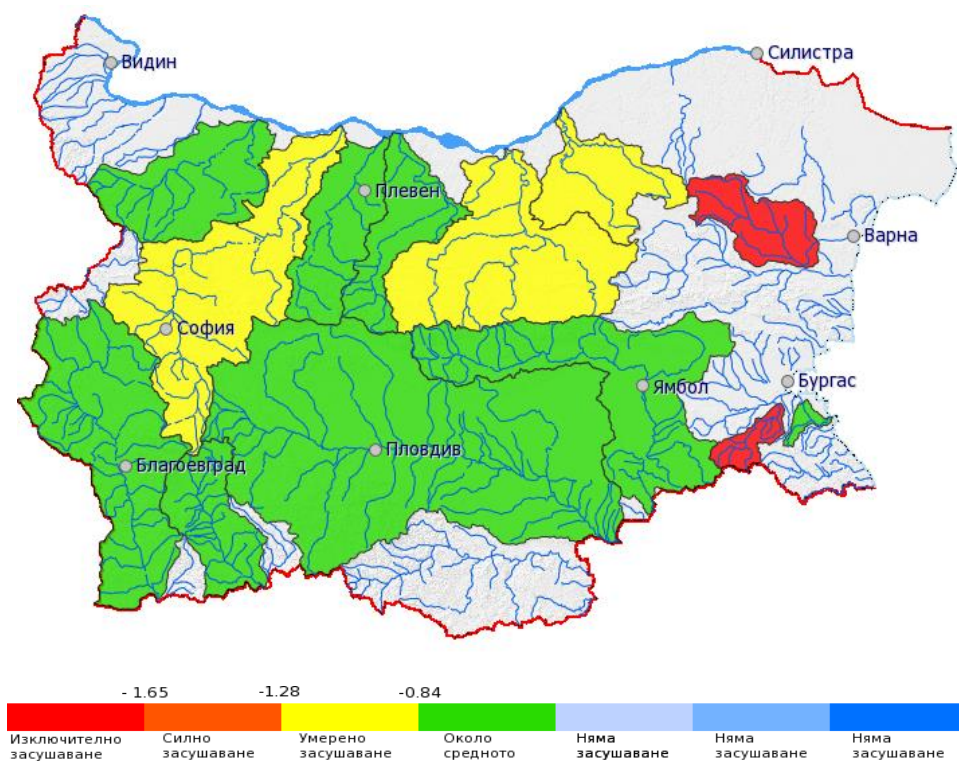 Видин
Силистра
Плевен
Варна
София
Ямбол
Бургас
Пловдив
Благоевград
- 1.65 -1.28 -0.84
Изключително засушаване
Силно засушаване
Умерено засушаване
Около средното
Няма засушаване
Няма засушаване
Няма засушаване